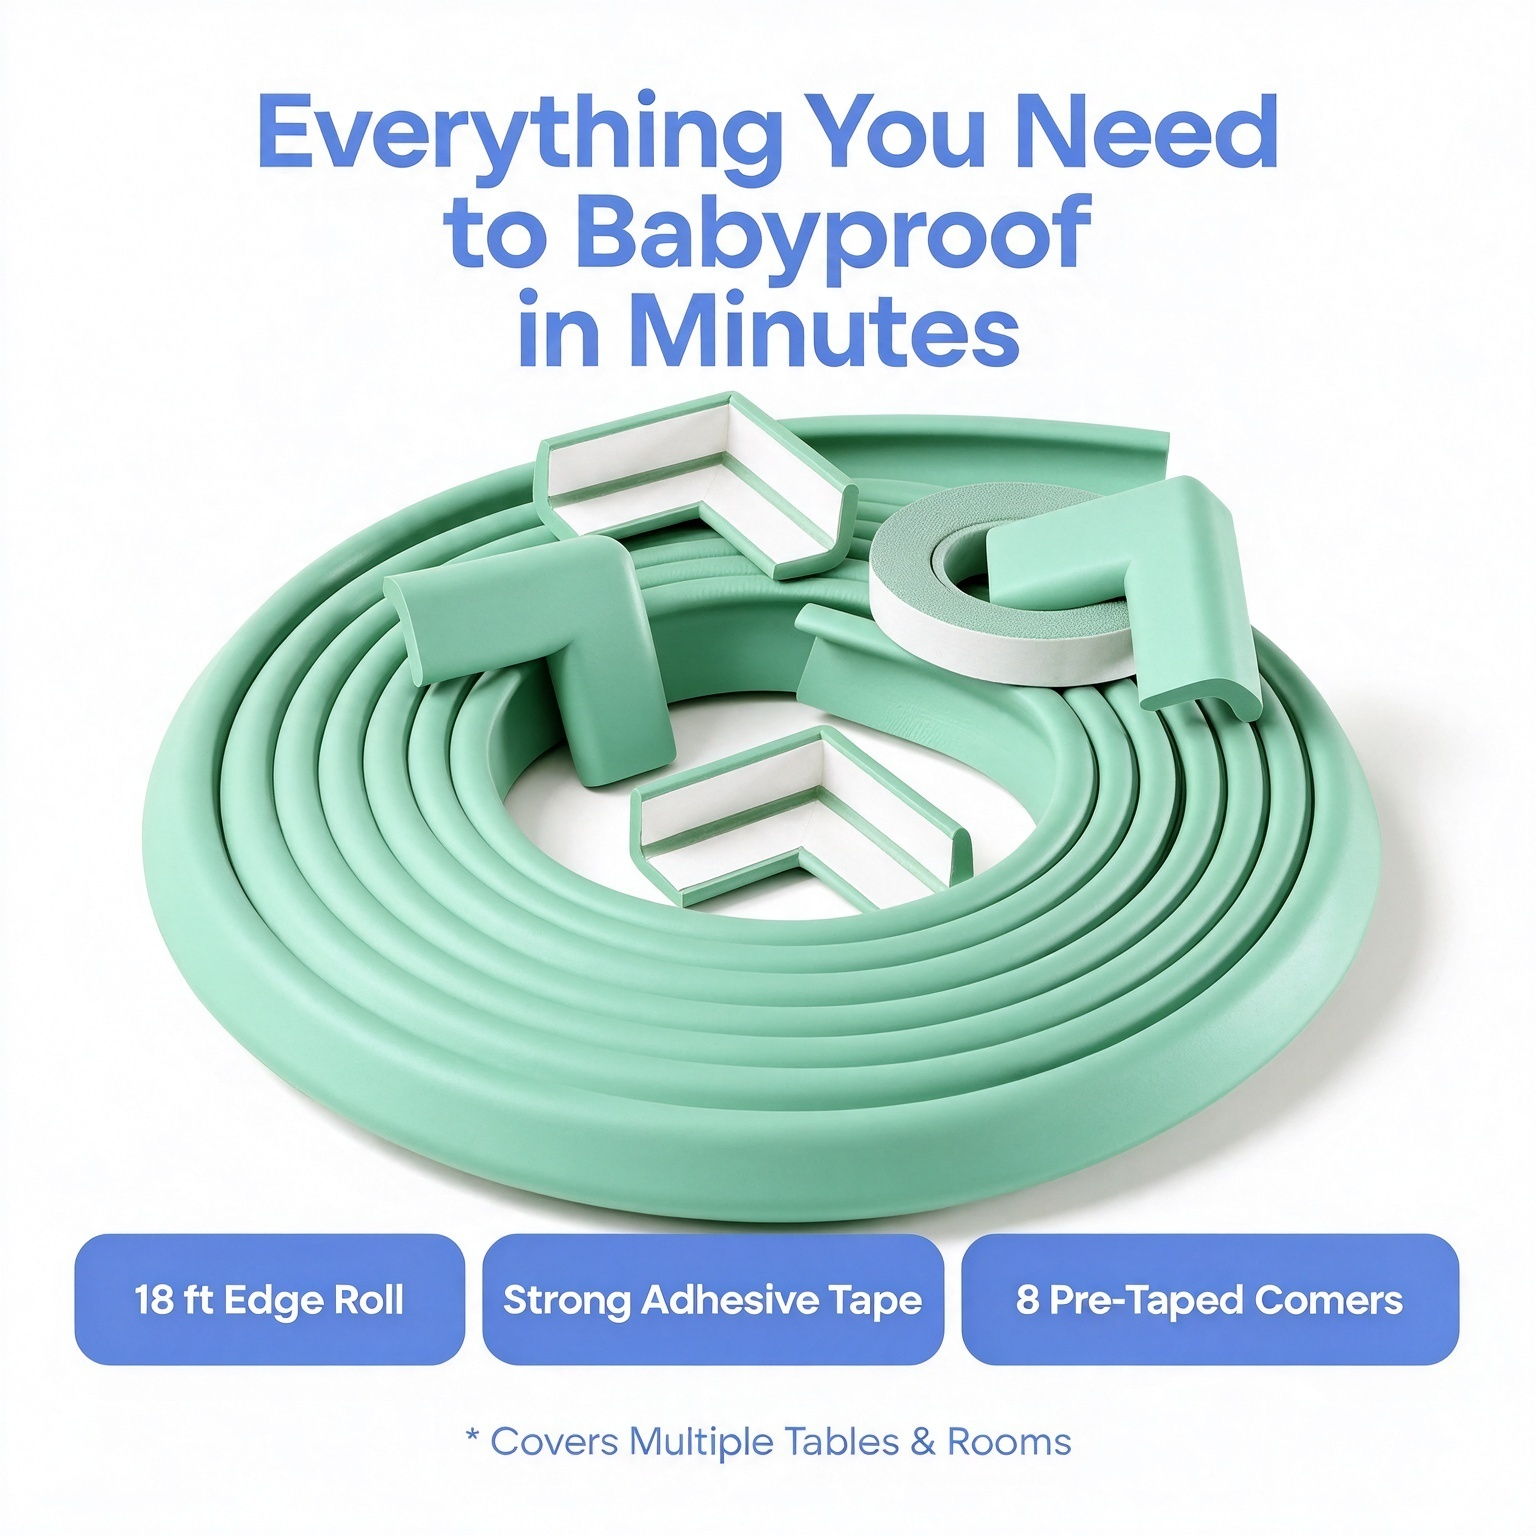 Everything You Need
to Babyproof
in Minutes
18 ft Edge Roll
Strong Adhesive Tape
8 Pre-Taped Comers
* Covers Multiple Tables & Rooms